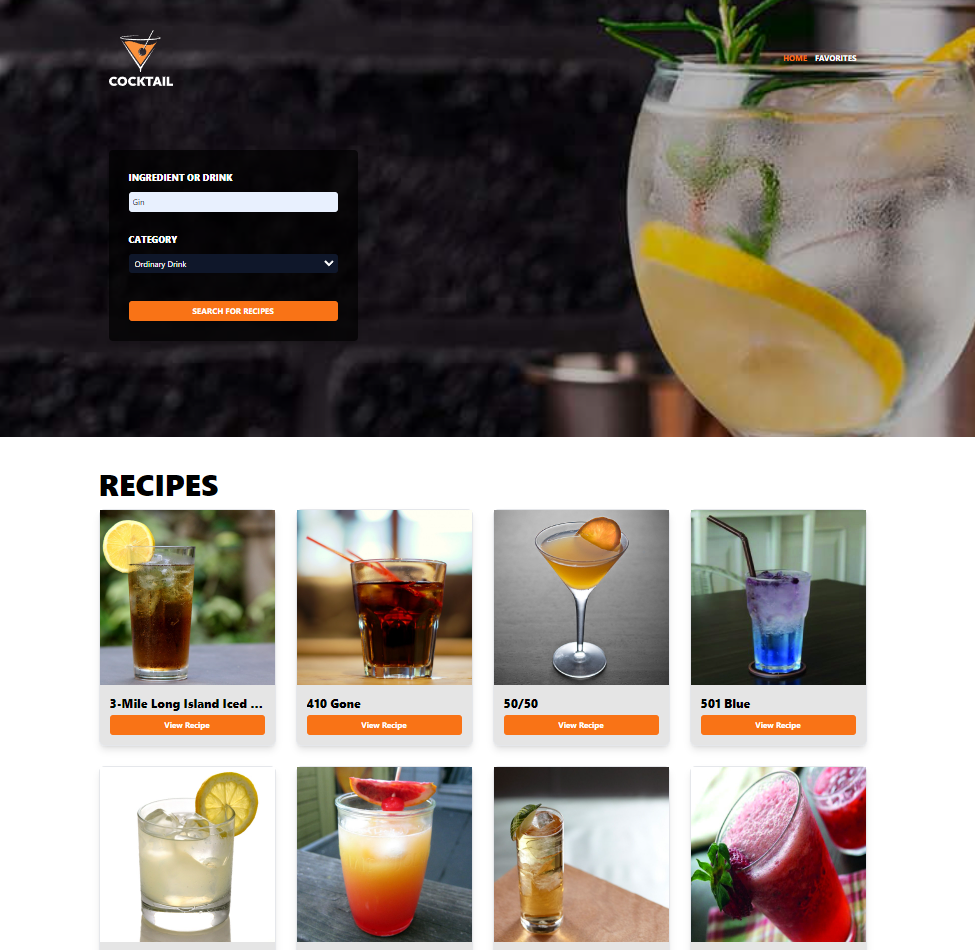 COCKTAIL
HOME FAVORITES
INGREDIENT OR DRINK
Gin
CATEGORY
Ordinary Drink
SEARCH FOR RECIPES
RECIPES
3-Mile Long Island Iced ...
View Recipe
410 Gone
View Recipe
50/50
View Recipe
501 Blue
View Recipe